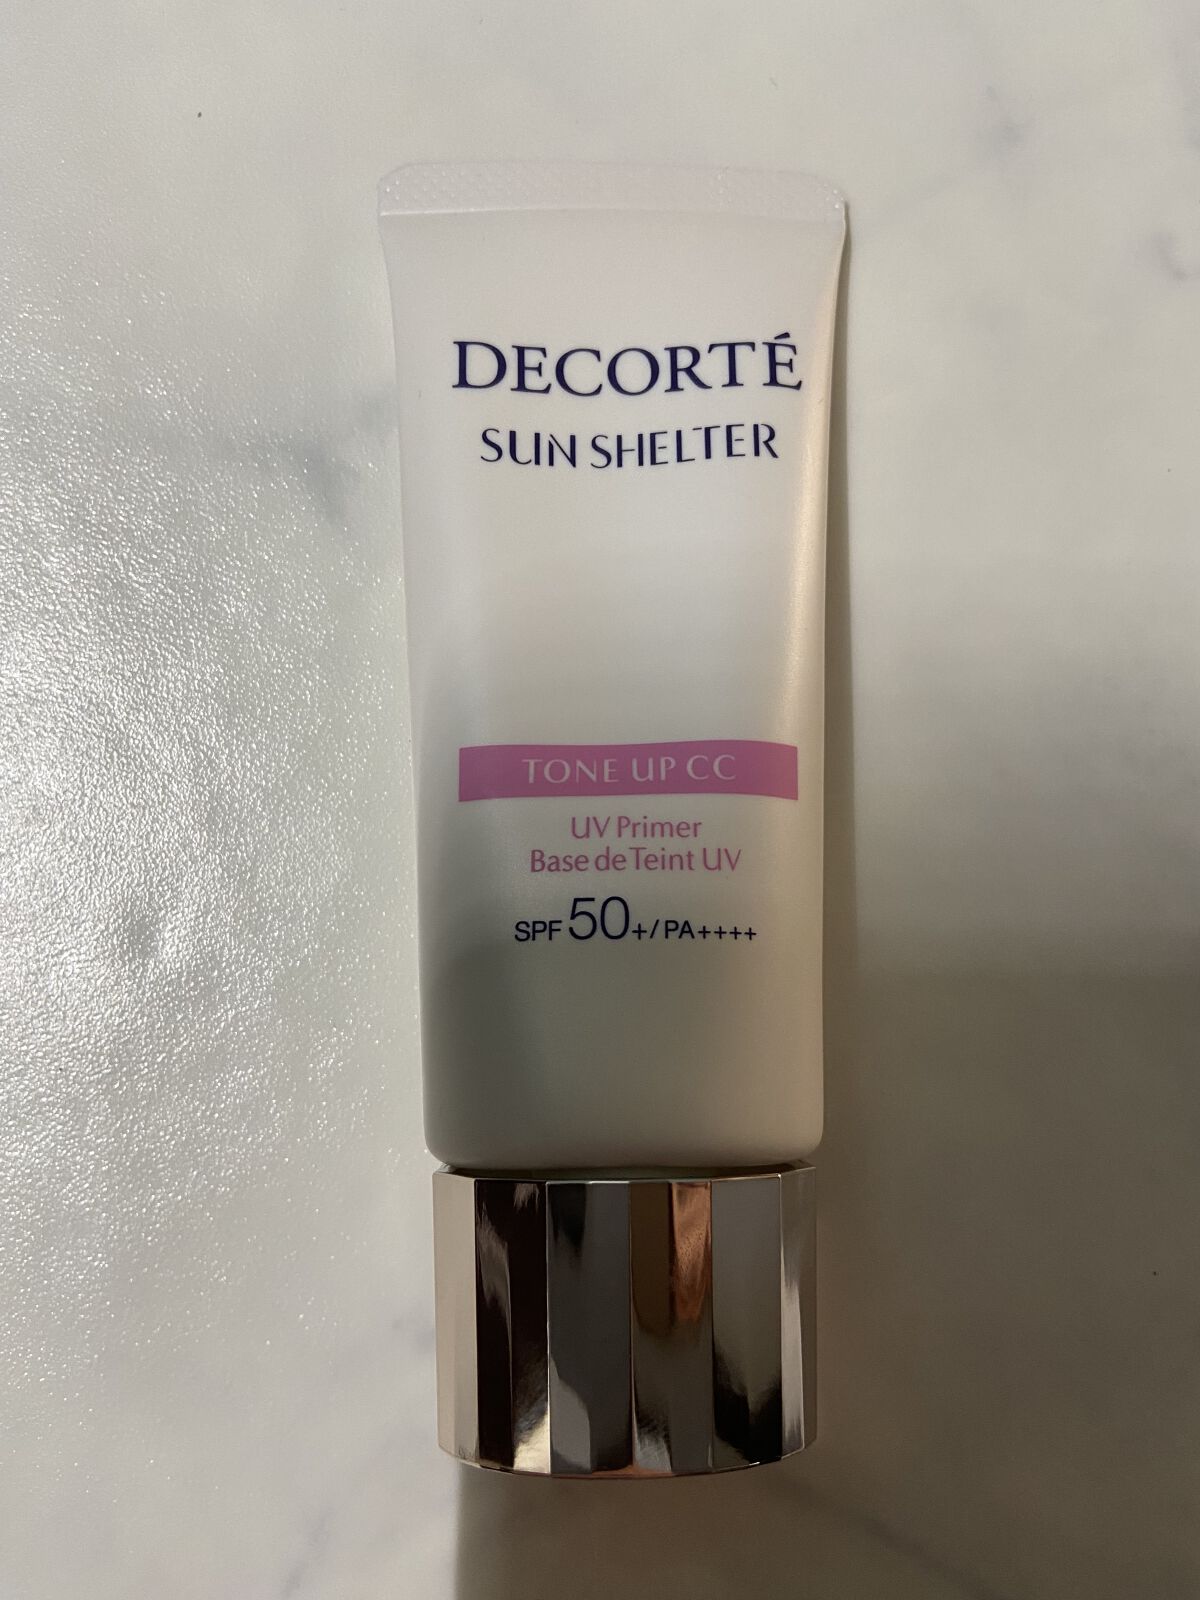 DECORTÉ
SUN SHELTER
TONE UP CC
UV Primer
Base de Teint UV
SPF 50+/PA++++